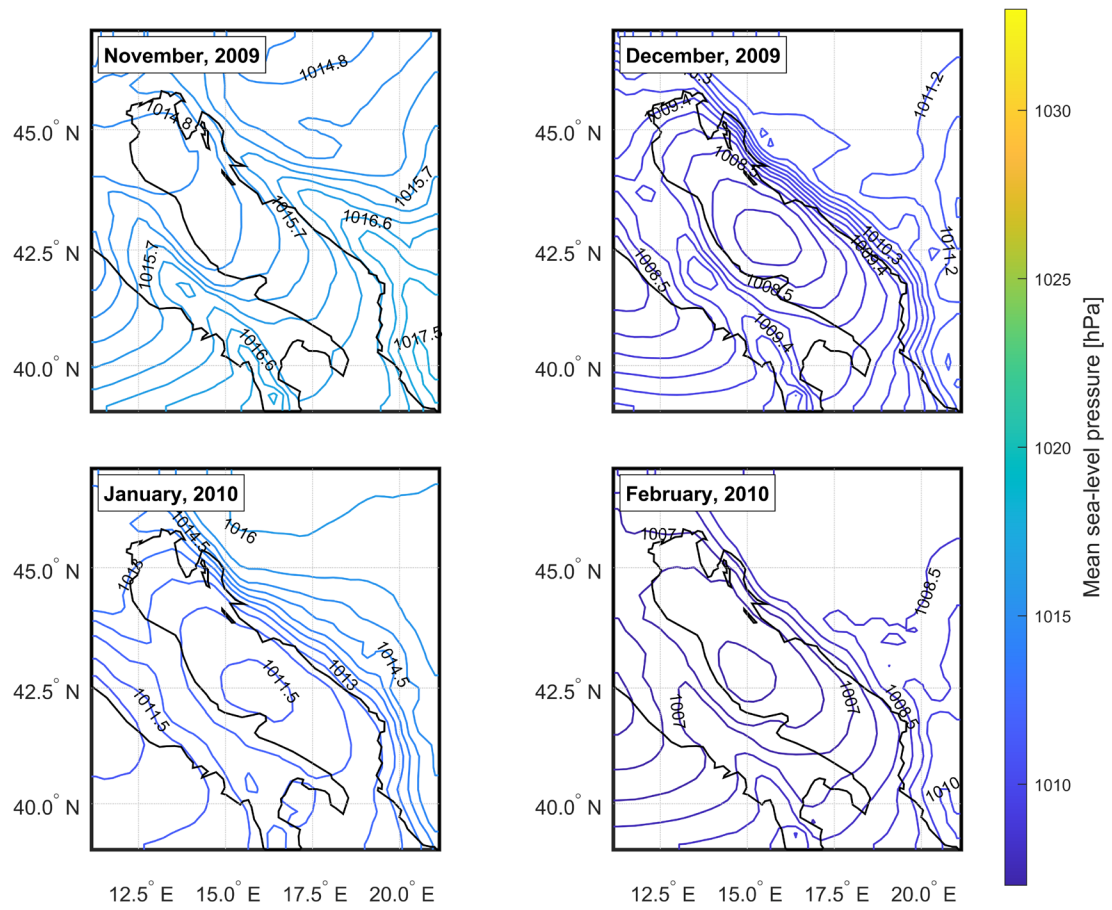 November, 2009
1014.8
1014.8
1015.7
1015.7
1016.6
1015.7
1016.6
1017.5
45.0° N
42.5° N
40.0° N
December, 2009
1009.4
1011.2
1008.5
1010.3
1009.4
1011.2
1008.5
1008.5
1009.4
45.0° N
42.5° N
40.0° N
January, 2010
1014.5
1016
1013
1014.5
1013
1011.5
1011.5
45.0° N
42.5° N
40.0° N
12.5° E 15.0° E 17.5° E 20.0° E
February, 2010
1007
1008.5
1007
1007
1008.5
1010
45.0° N
42.5° N
40.0° N
12.5° E 15.0° E 17.5° E 20.0° E
1030
1025
1020
1015
1010
Mean sea-level pressure [hPa]